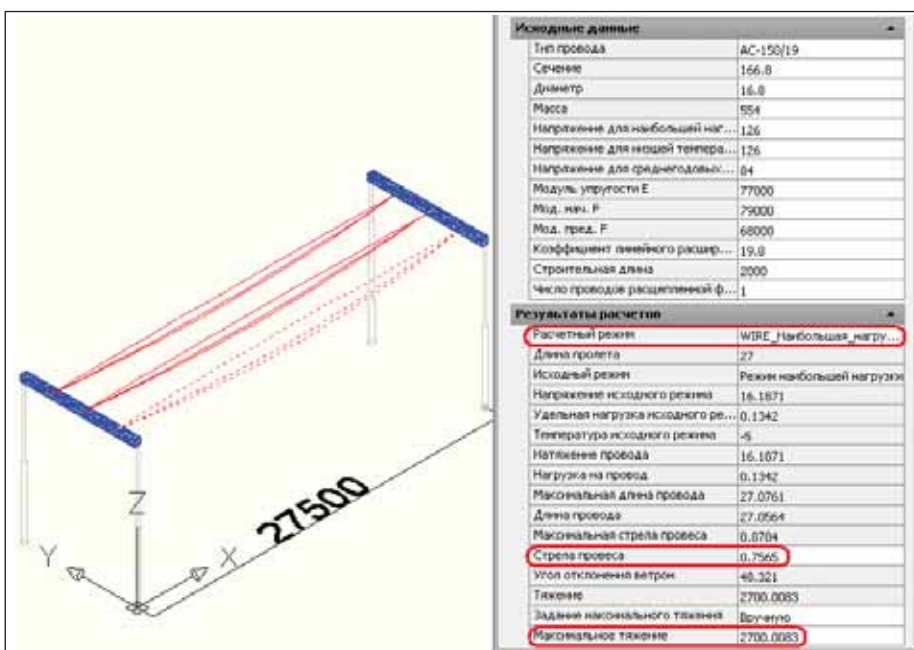 Исходные данные
Тип провода AC-150/19
Сечение 166.8
Диаметр 16.8
Масса 554
Напряжение для наибольшей наг... 126
Напряжение для низшей темпера... 126
Напряжение для среднегодовых... 84
Модуль упругости E 77000
Мод. нач. F 79000
Мод. пред. F 68000
Коэффициент линейного расшир... 19.8
Строительная длина 2000
Число проводов расщепленной ф... 1
Результаты расчетов
Расчетный режим WIRE_Наибольшая_нагру...
Длина пролета 27
Исходный режим Режим наибольшей нагрузки
Напряжение исходного режима 16.1871
Удельная нагрузка исходного ре... 0.1342
Температура исходного режима -5
Натяжение провода 16.1871
Нагрузка на провод 0.1342
Максимальная длина провода 27.0761
Длина провода 27.0564
Максимальная стрела провеса 0.8704
Стрела провеса 0.7565
Угол отклонения ветром 48.321
Тяжение 2700.0083
Задание максимального тяжения Вручную
Максимальное тяжение 2700.0083
Z
27500
Y
X